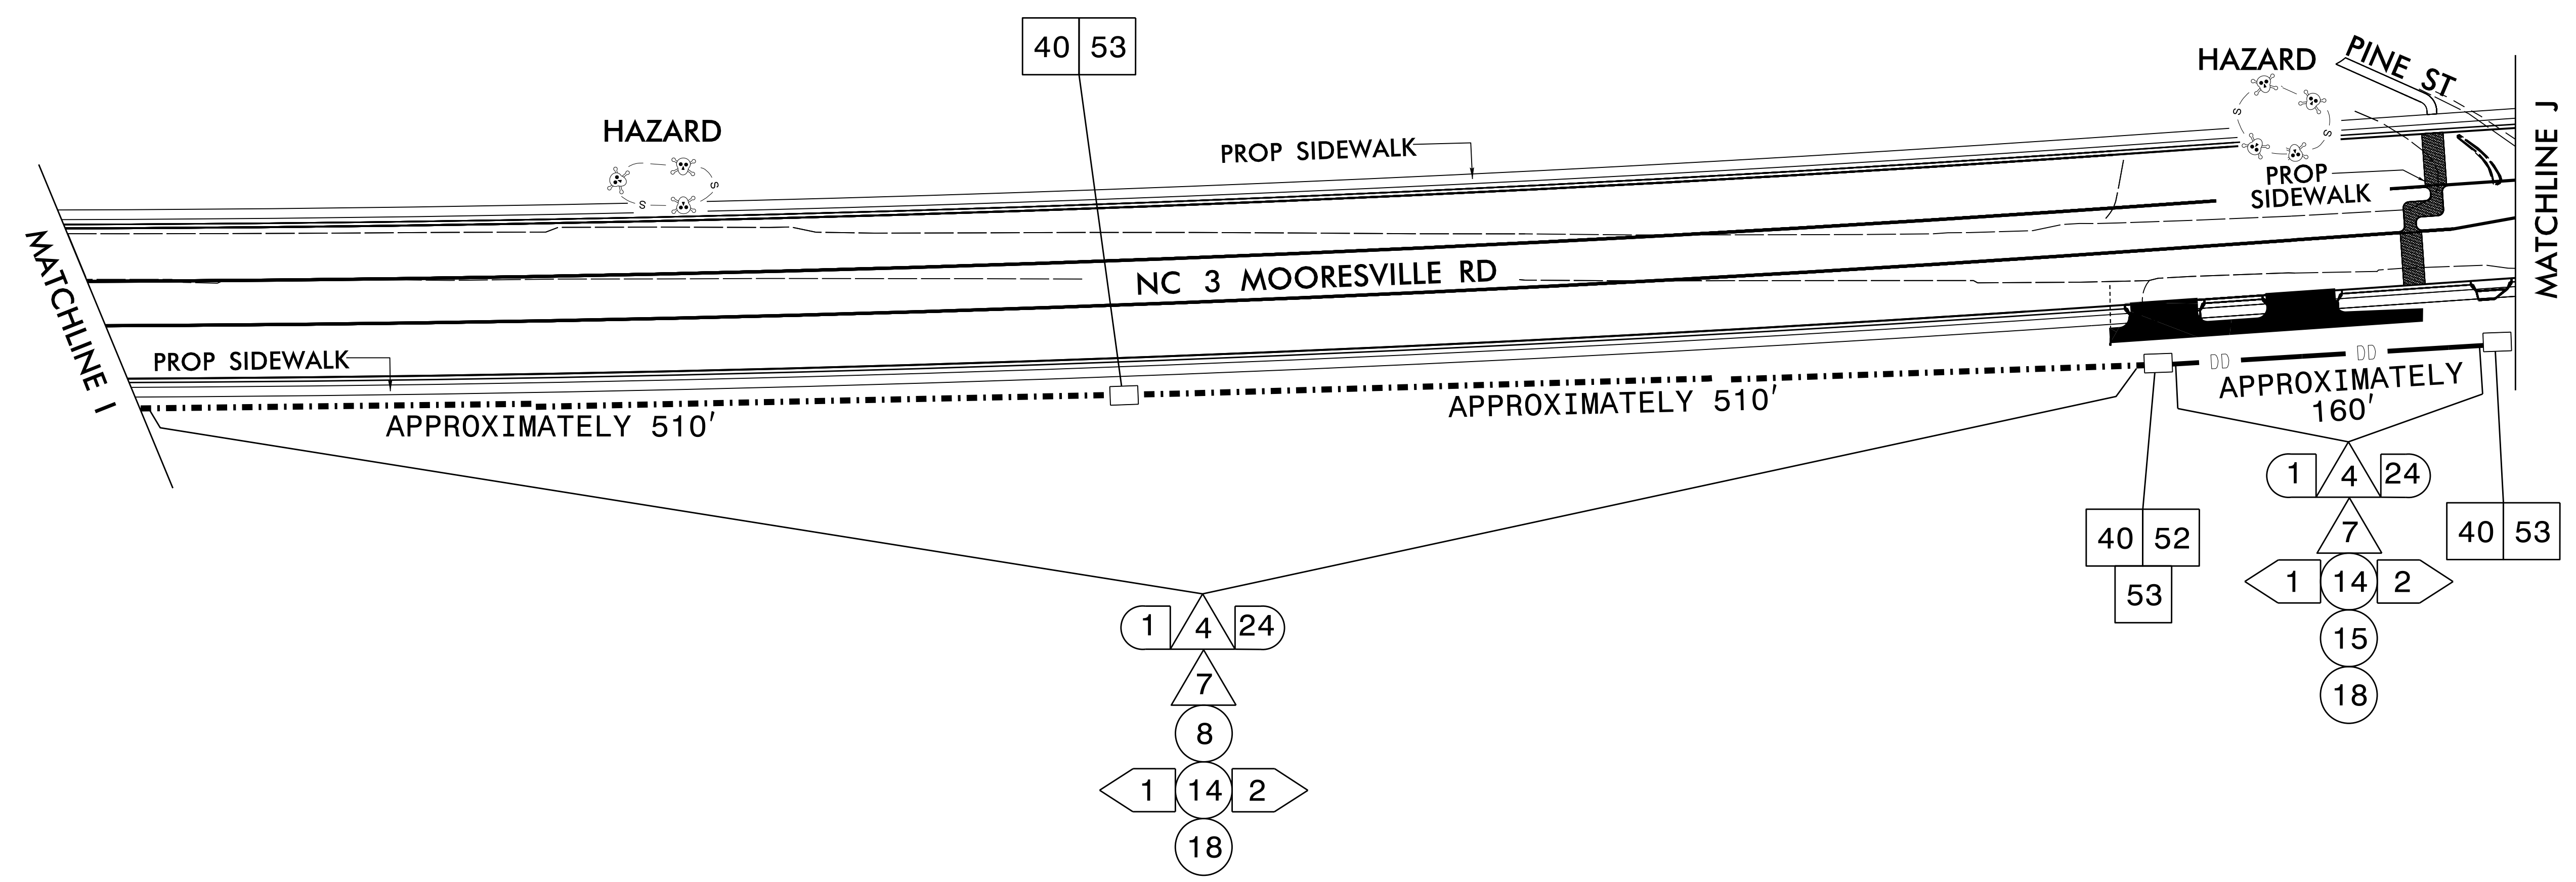 40 53
HAZARD
PINE ST
HAZARD
PROP SIDEWALK
S
S
S
S
PROP
SIDEWALK
MATCHLINE J
MATCHLINE I
NC 3 MOORESVILLE RD
PROP SIDEWALK
DD
DD
APPROXIMATELY 510'
APPROXIMATELY 510'
APPROXIMATELY
160'
1 4 24
7
14
1 2
15
18
40 52
53
40 53
1 4 24
7
8
1 14 2
18